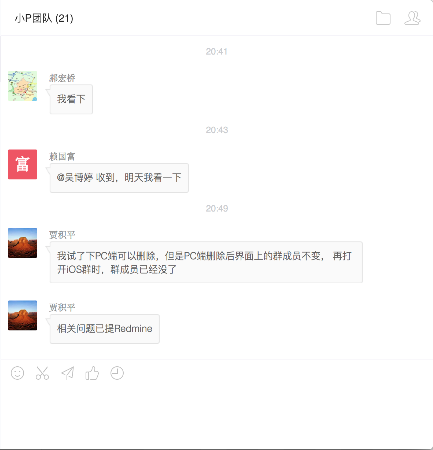 小P团队 (21)
20:41
郝宏桥
我看下
20:43
赖国富
富
@吴博婷 收到，明天我看一下
20:49
贾积平
我试了下PC端可以删除，但是PC端删除后界面上的群成员不变， 再打
开iOS群时，群成员已经没了
贾积平
相关问题已提Redmine